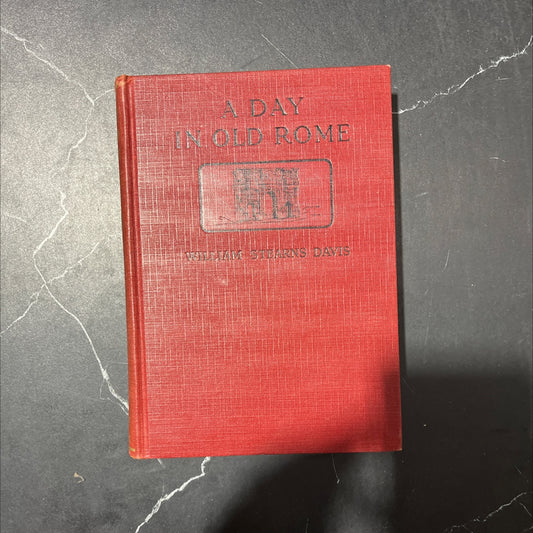 A DAY
IN OLD ROME
WILLIAM STEARNS DAVIS